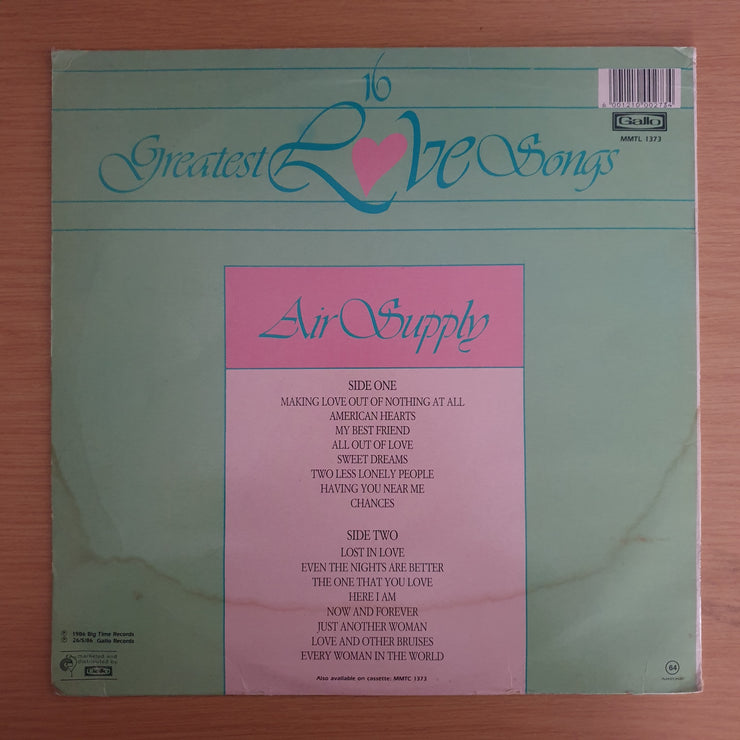 16
Greatest Love Songs
Gallo
MMTL 1373
Air Supply
SIDE ONE
MAKING LOVE OUT OF NOTHING AT ALL
AMERICAN HEARTS
MY BEST FRIEND
ALL OUT OF LOVE
SWEET DREAMS
TWO LESS LONELY PEOPLE
HAVING YOU NEAR ME
CHANCES
SIDE TWO
LOST IN LOVE
EVEN THE NIGHTS ARE BETTER
THE ONE THAT YOU LOVE
HERE I AM
NOW AND FOREVER
JUST ANOTHER WOMAN
LOVE AND OTHER BRUISES
EVERY WOMAN IN THE WORLD
Also available on cassette: MMTC 1373
℗ 1986 Big Time Records
26/5/86 Gallo Records
marketed and
distributed by
Gallo
64